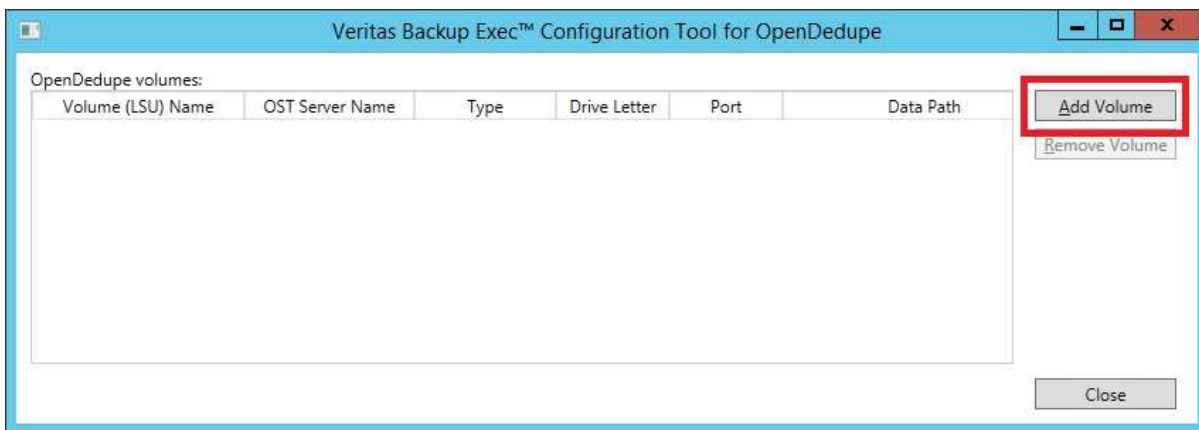 Veritas Backup Exec™ Configuration Tool for OpenDedupe
OpenDedupe volumes:
Volume (LSU) Name OST Server Name Type Drive Letter Port Data Path
Add Volume
Remove Volume
Close